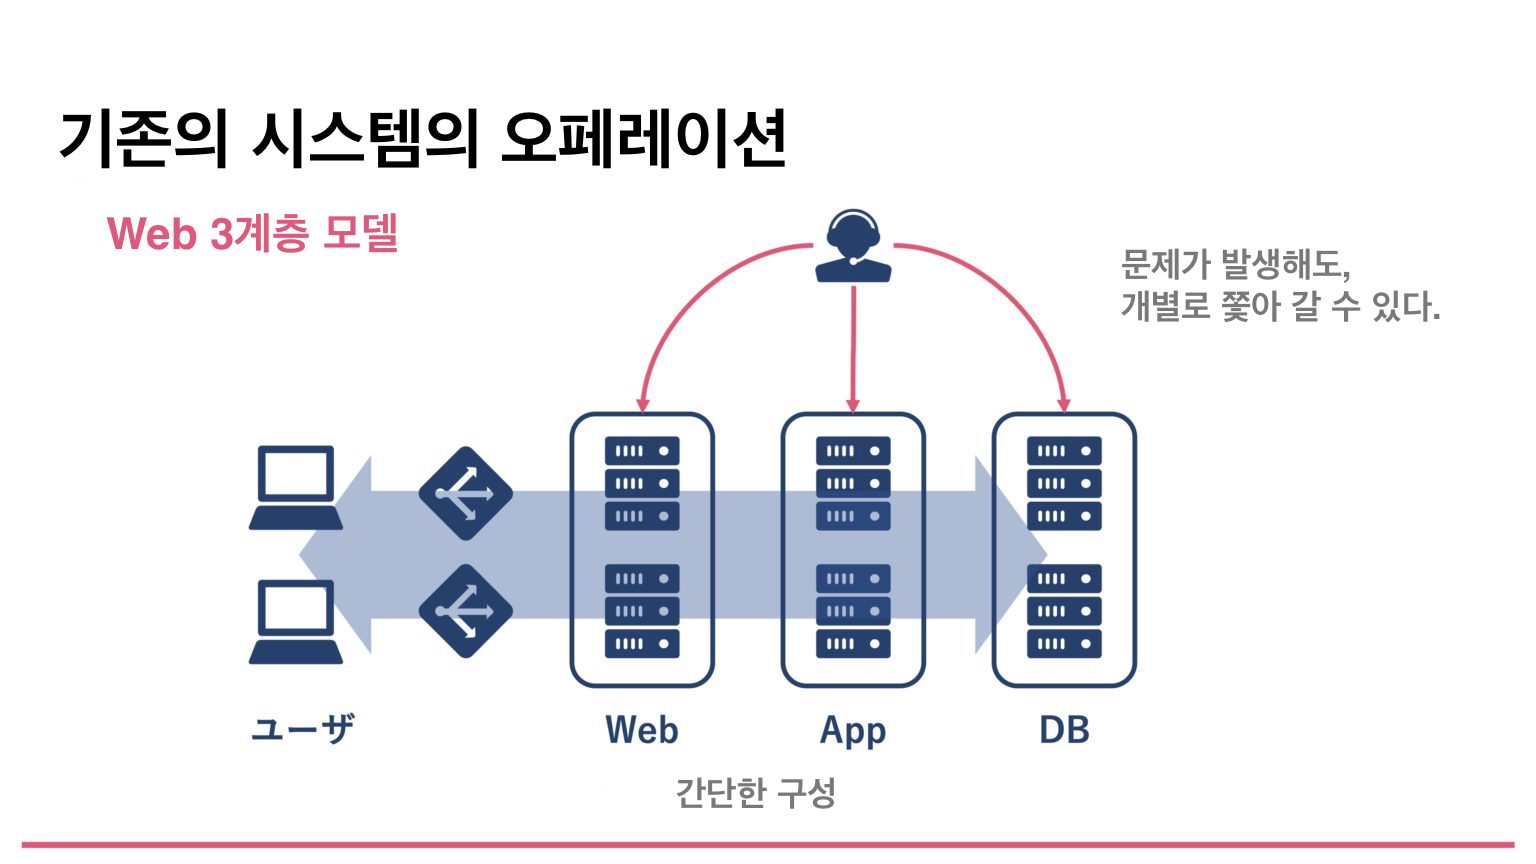 기존의 시스템의 오페레이션
Web 3계층 모델
문제가 발생해도,
개별로 쫓아 갈 수 있다.
ユーザ
Web
App
DB
간단한 구성